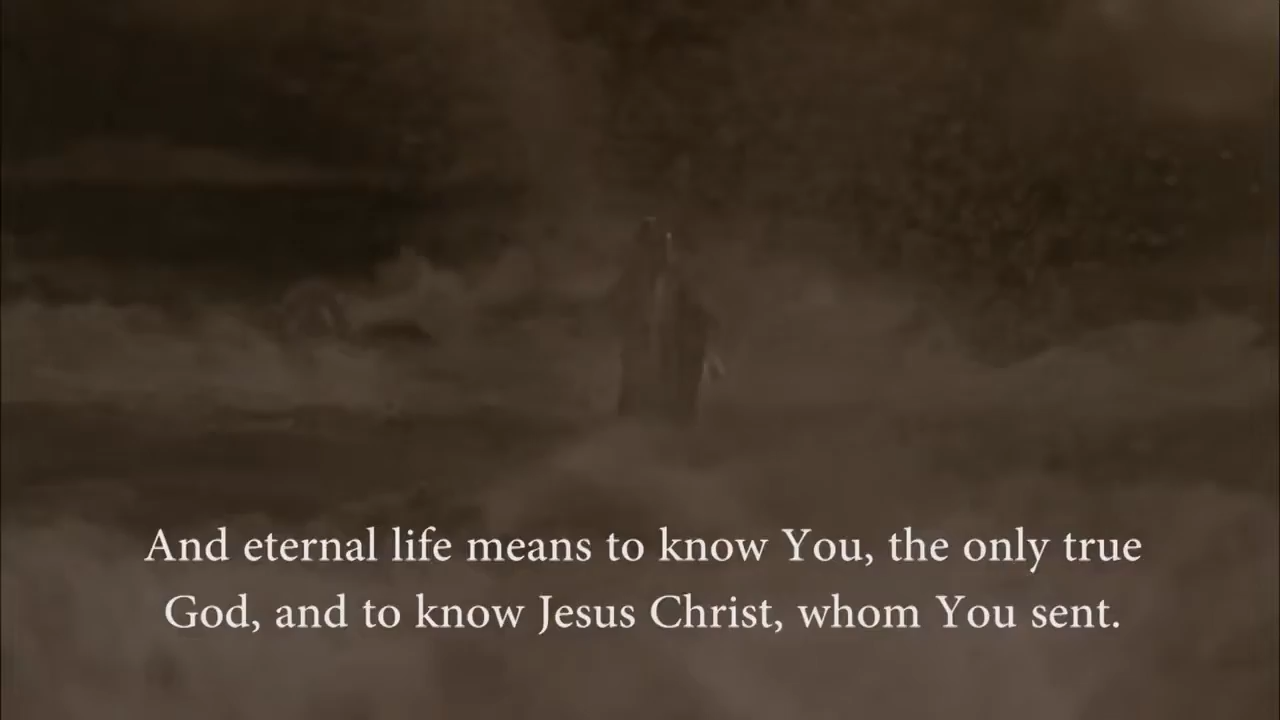 And eternal life means to know You, the only true
God, and to know Jesus Christ, whom You sent.